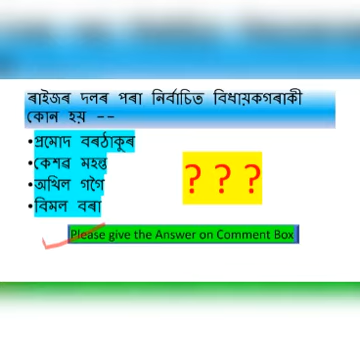 ৰাইজৰ দলৰ পৰা নিৰ্বাচিত বিধায়কগৰাকী
কোন হয় --
•প্ৰমোদ বৰঠাকুৰ
•কেশৱ মহন্ত
•অখিল গগৈ
•বিমল বৰা
? ? ?
Please give the Answer on Comment Box